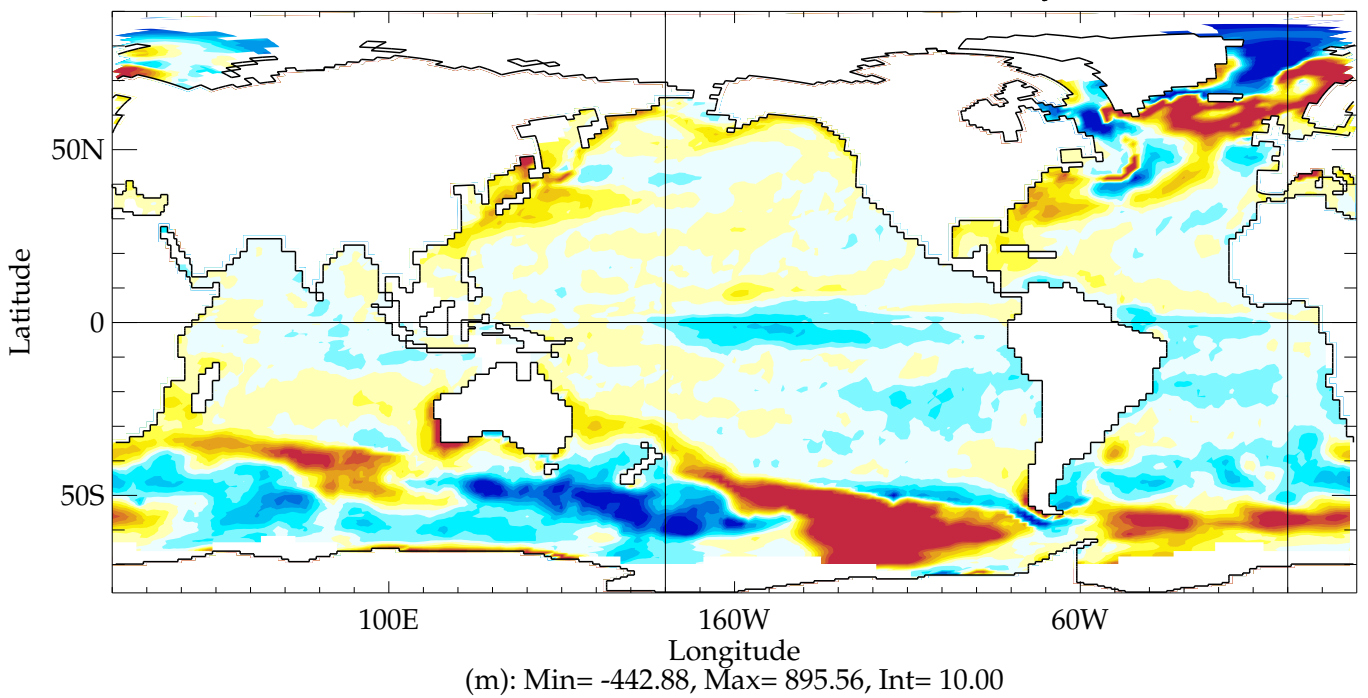 50N
0
50S
Latitude
100E
160W
60W
Longitude
(m): Min= -442.88, Max= 895.56, Int= 10.00